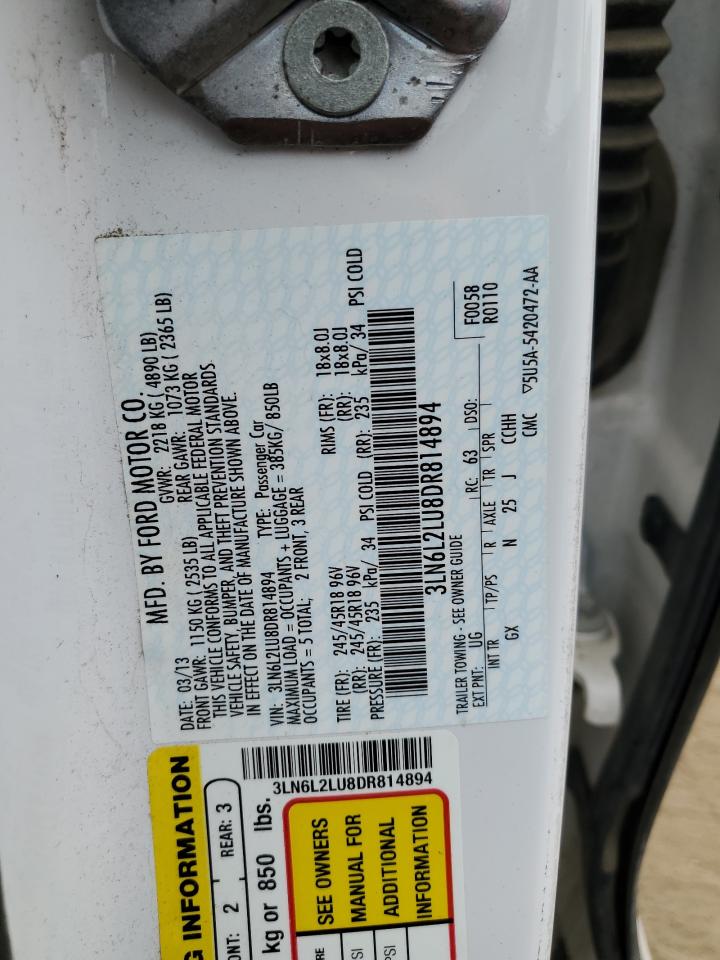 MFD. BY FORD MOTOR CO.
DATE: 03/13 GVWR: 2218 KG ( 4890 LB)
FRONT GAWR: 1150 KG ( 2535 LB) REAR GAWR: 1073 KG ( 2365 LB)
THIS VEHICLE CONFORMS TO ALL APPLICABLE FEDERAL MOTOR
VEHICLE SAFETY, BUMPER, AND THEFT PREVENTION STANDARDS
IN EFFECT ON THE DATE OF MANUFACTURE SHOWN ABOVE.
VIN: 3LN6L2LU8DR814894 TYPE: Passenger Car
MAXIMUM LOAD = OCCUPANTS + LUGGAGE = 385KG/ 850LB
OCCUPANTS = 5 TOTAL, 2 FRONT, 3 REAR
TIRE (FR): 245/45R18 96V RIMS (FR): 18x8.0J
(RR): 245/45R18 96V (RR): 18x8.0J
PRESSURE (FR): 235 kPa/ 34 PSI COLD (RR): 235 kPa/ 34 PSI COLD
3LN6L2LU8DR814894
TRAILER TOWING - SEE OWNER GUIDE F0058
EXT PNT: UG RC: 63 DSO: R0110
INT TR TP/PS R AXLE TR SPR
GX N 25 J CCHH
CMC ▽5U5A-5420472-AA
G INFORMATION
ONT: 2 REAR: 3
kg or 850 lbs.
3LN6L2LU8DR814894
SEE OWNERS
MANUAL FOR
ADDITIONAL
INFORMATION
RE
SI
PSI